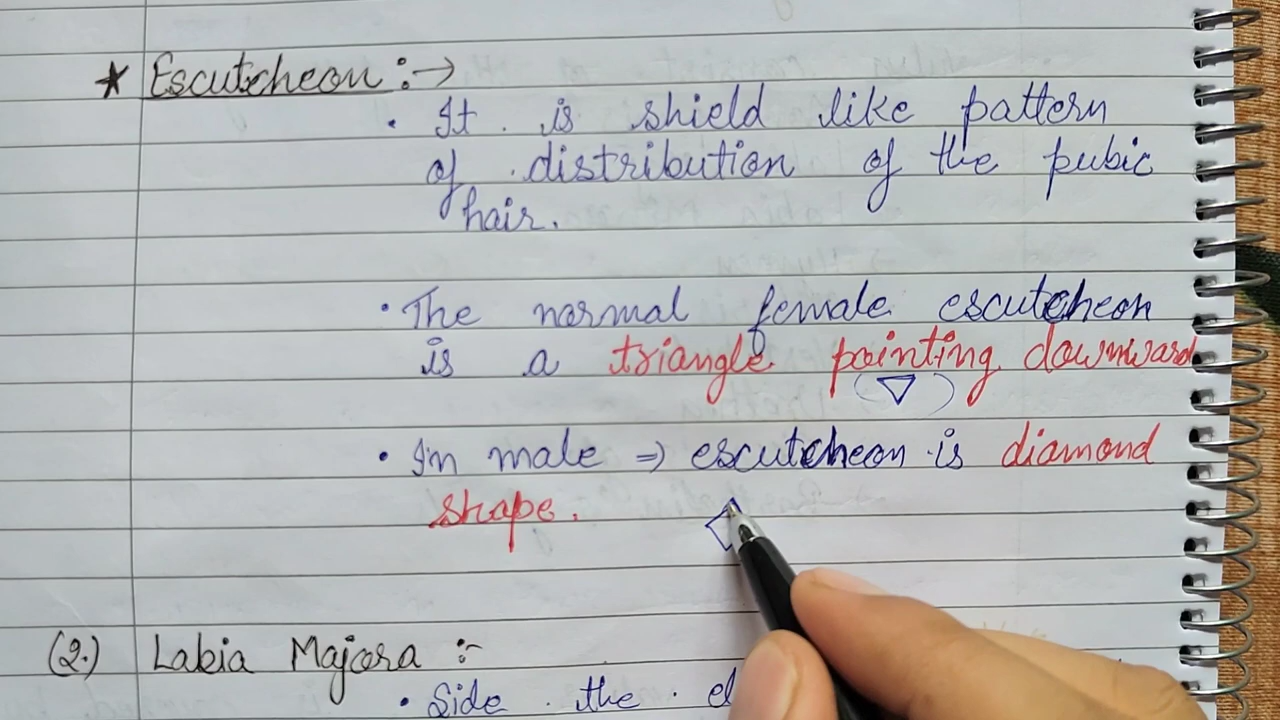 * Escutcheon :→
• It is shield like pattern
of distribution of the pubic
hair.
• The normal female escutcheon
is a triangle pointing downward
(▽)
• In male ⇒ escutcheon is diamond
shape.
(2.) Labia Majora :-
• Side the